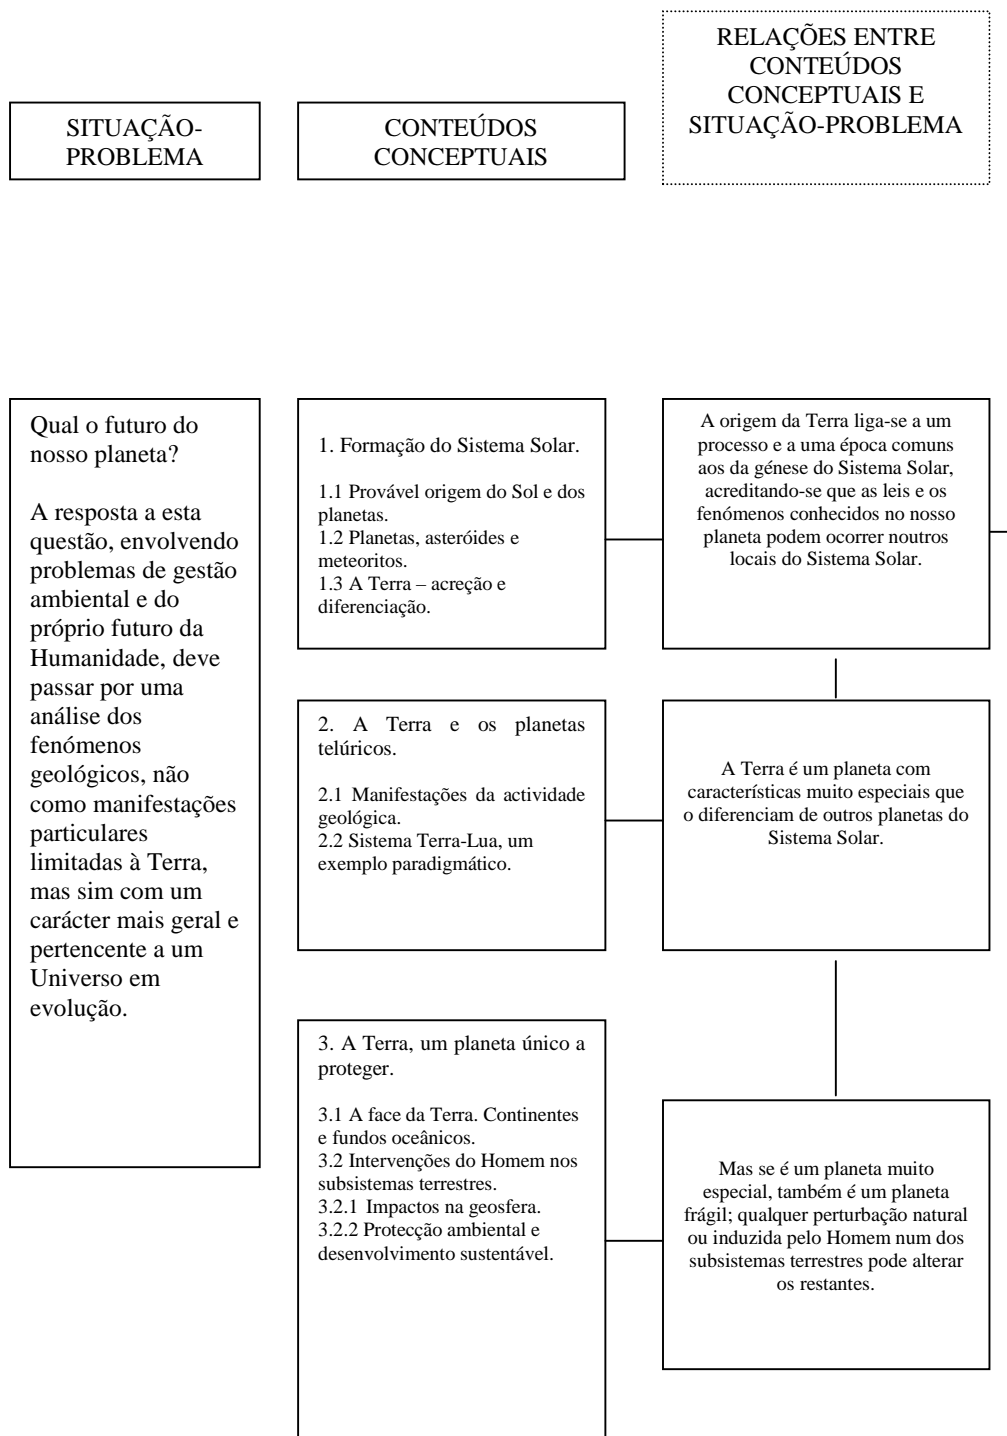 SITUAÇÃO-
PROBLEMA
CONTEÚDOS
CONCEPTUAIS
RELAÇÕES ENTRE
CONTEÚDOS
CONCEPTUAIS E
SITUAÇÃO-PROBLEMA
Qual o futuro do
nosso planeta?
A resposta a esta
questão, envolvendo
problemas de gestão
ambiental e do
próprio futuro da
Humanidade, deve
passar por uma
análise dos
fenómenos
geológicos, não
como manifestações
particulares
limitadas à Terra,
mas sim com um
carácter mais geral e
pertencente a um
Universo em
evolução.
1. Formação do Sistema Solar.
1.1 Provável origem do Sol e dos
planetas.
1.2 Planetas, asteróides e
meteoritos.
1.3 A Terra – acreção e
diferenciação.
A origem da Terra liga-se a um
processo e a uma época comuns
aos da génese do Sistema Solar,
acreditando-se que as leis e os
fenómenos conhecidos no nosso
planeta podem ocorrer noutros
locais do Sistema Solar.
2. A Terra e os planetas
telúricos.
2.1 Manifestações da actividade
geológica.
2.2 Sistema Terra-Lua, um
exemplo paradigmático.
A Terra é um planeta com
características muito especiais que
o diferenciam de outros planetas do
Sistema Solar.
3. A Terra, um planeta único a
proteger.
3.1 A face da Terra. Continentes
e fundos oceânicos.
3.2 Intervenções do Homem nos
subsistemas terrestres.
3.2.1 Impactos na geosfera.
3.2.2 Protecção ambiental e
desenvolvimento sustentável.
Mas se é um planeta muito
especial, também é um planeta
frágil; qualquer perturbação natural
ou induzida pelo Homem num dos
subsistemas terrestres pode alterar
os restantes.